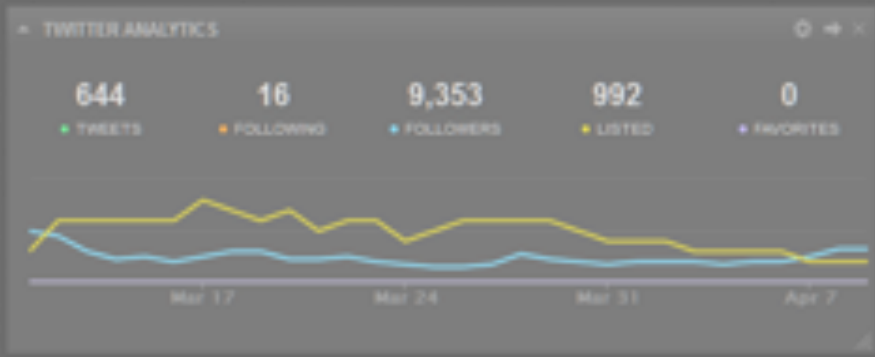 TWITTER ANALYTICS
644 16 9,353 992 0
TWEETS FOLLOWING FOLLOWERS LISTED FAVORITES
Mar 17 Mar 24 Mar 31 Apr 7